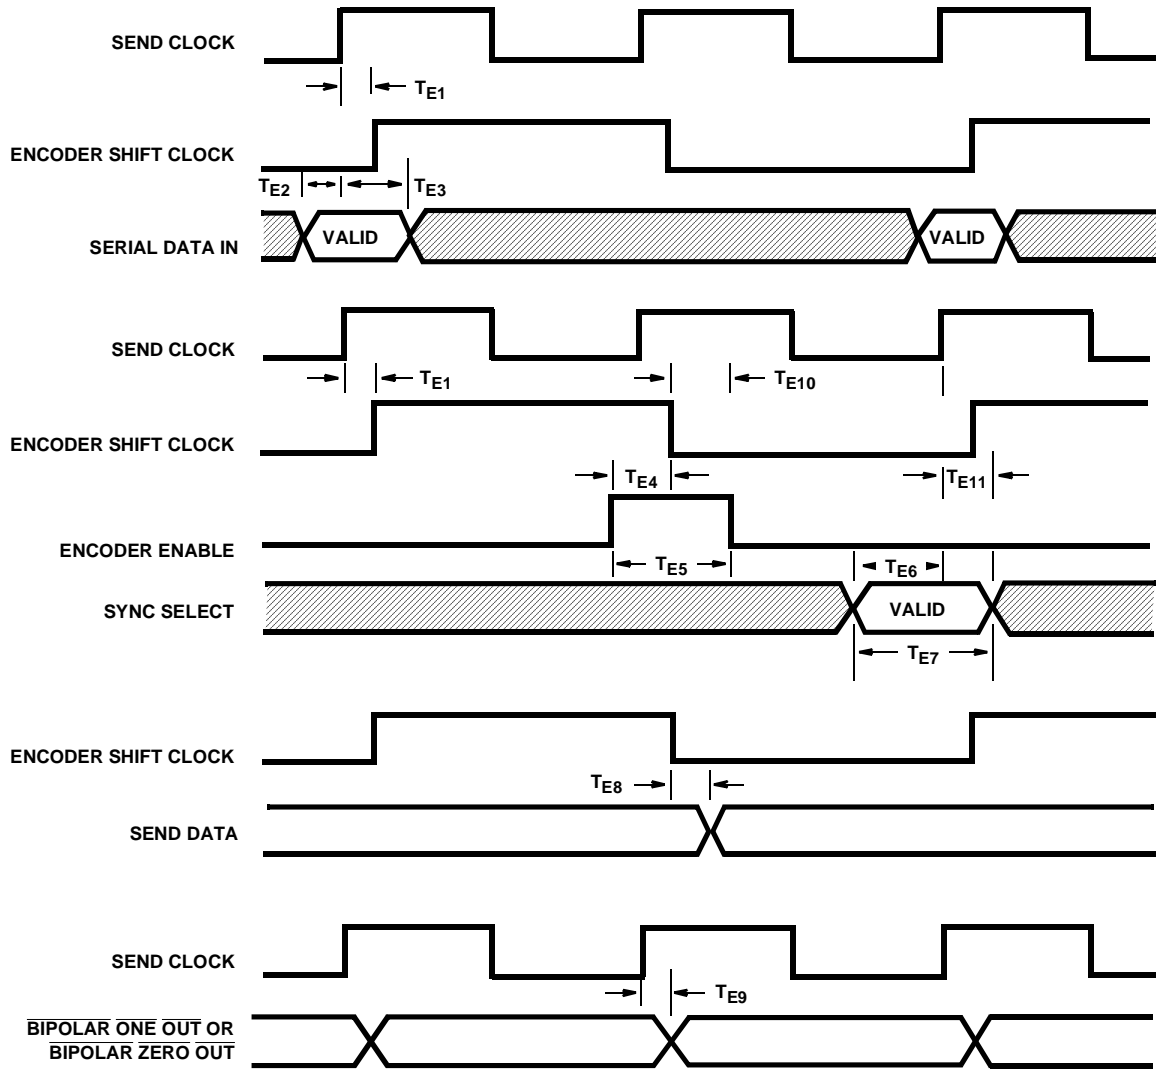 SEND CLOCK
TE1
ENCODER SHIFT CLOCK
TE2
TE3
SERIAL DATA IN
VALID
VALID
SEND CLOCK
TE1
TE10
ENCODER SHIFT CLOCK
TE4
TE11
ENCODER ENABLE
TE5
TE6
SYNC SELECT
VALID
TE7
ENCODER SHIFT CLOCK
TE8
SEND DATA
SEND CLOCK
TE9
BIPOLAR ONE OUT OR
BIPOLAR ZERO OUT